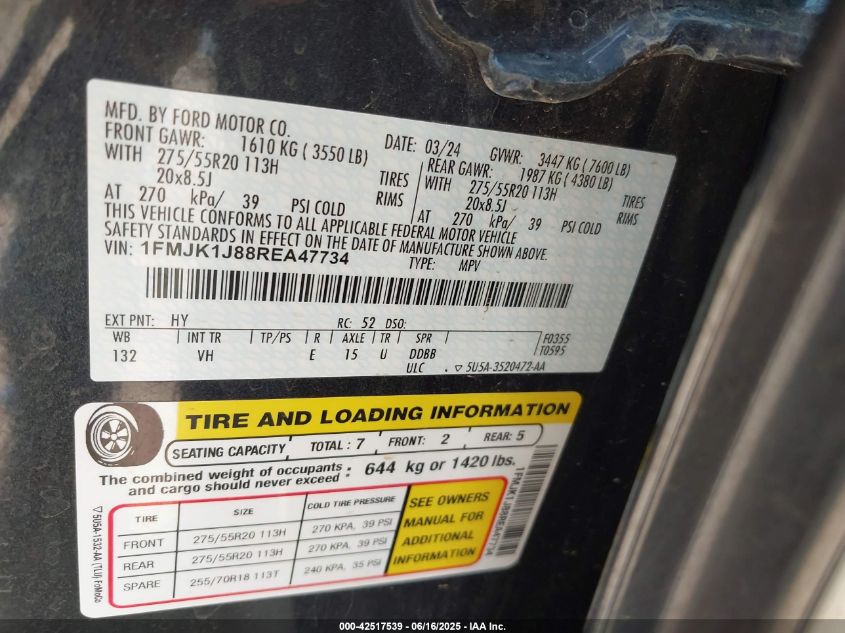 MFD. BY FORD MOTOR CO.
DATE: 03/24 GVWR: 3447 KG (7600 LB)
FRONT GAWR: 1610 KG (3550 LB)
WITH 275/55R20 113H TIRES
20x8.5J RIMS
AT 270 kPa/ 39 PSI COLD
REAR GAWR: 1987 KG (4380 LB)
WITH 275/55R20 113H TIRES
20x8.5J RIMS
AT 270 kPa/ 39 PSI COLD
THIS VEHICLE CONFORMS TO ALL APPLICABLE FEDERAL MOTOR VEHICLE
SAFETY STANDARDS IN EFFECT ON THE DATE OF MANUFACTURE SHOWN ABOVE.
VIN: 1FMJK1J88REA47734
TYPE: MPV
EXT PNT: HY RC: 52 DSO:
WB INT TR TP/PS R AXLE TR SPR F0355
132 VH E 15 U DDBB T0595
ULC . ▽ 5U5A-3520472-AA
TIRE AND LOADING INFORMATION
SEATING CAPACITY TOTAL: 7 FRONT: 2 REAR: 5
The combined weight of occupants
and cargo should never exceed : 644 kg or 1420 lbs.
TIRE SIZE COLD TIRE PRESSURE
FRONT 275/55R20 113H 270 KPA, 39 PSI
REAR 275/55R20 113H 270 KPA, 39 PSI
SPARE 255/70R18 113T 240 KPA, 35 PSI
SEE OWNERS
MANUAL FOR
ADDITIONAL
INFORMATION
1FMJK1J88REA47734
▽ 5U5A-1532-AA (TLU)
000-42517539 - 06/16/2025 - IAA Inc.